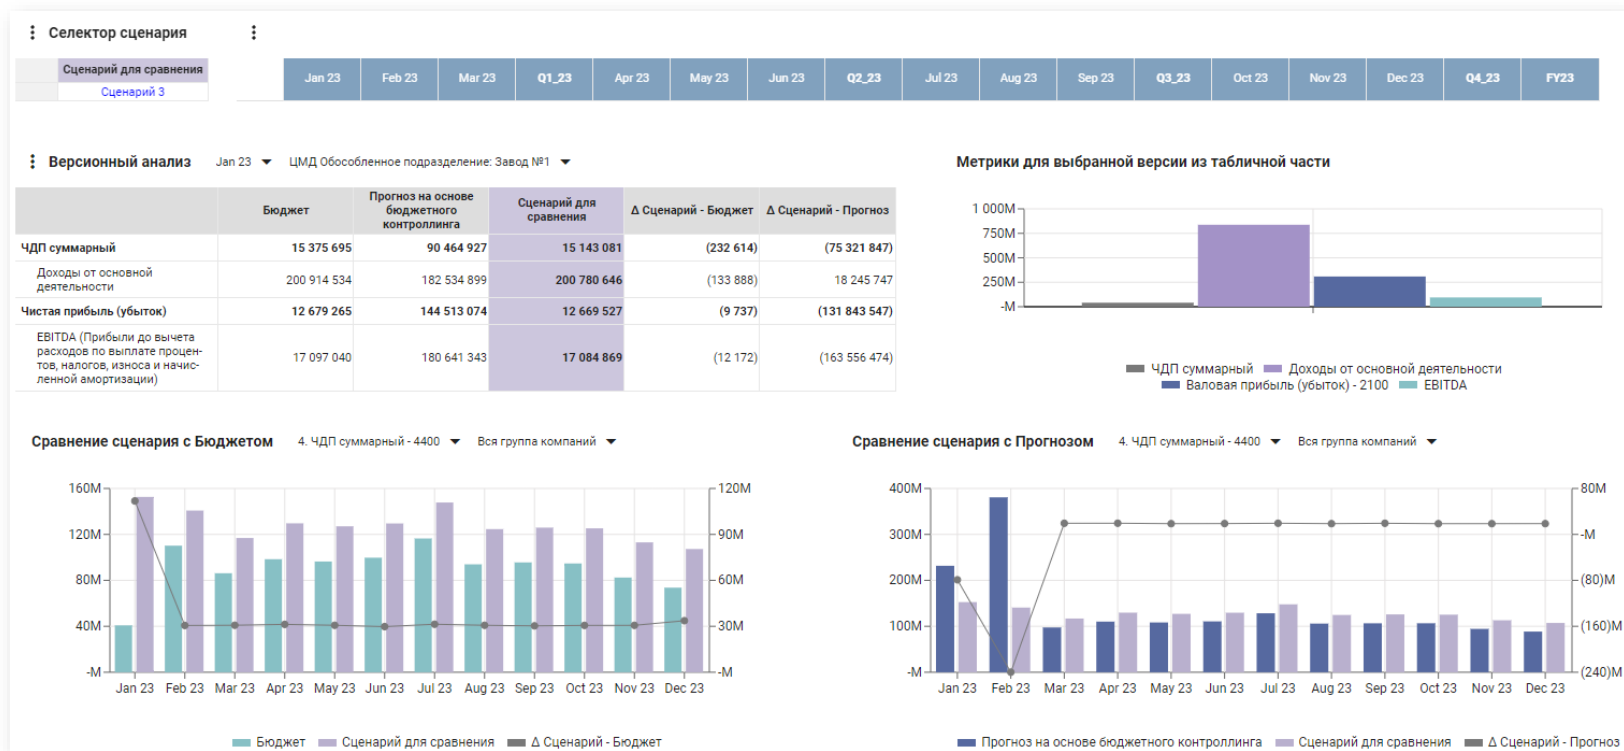 Селектор сценария
Сценарий для сравнения
Сценарий 3
Jan 23 Feb 23 Mar 23 Q1_23 Apr 23 May 23 Jun 23 Q2_23 Jul 23 Aug 23 Sep 23 Q3_23 Oct 23 Nov 23 Dec 23 Q4_23 FY23
Версионный анализ Jan 23 ЦМД Обособленное подразделение: Завод №1
Бюджет
Прогноз на основе
бюджетного
контроллинга
Сценарий для
сравнения
Δ Сценарий - Бюджет
Δ Сценарий - Прогноз
ЧДП суммарный 15 375 695 90 464 927 15 143 081 (232 614) (75 321 847)
Доходы от основной
деятельности
200 914 534 182 534 899 200 780 646 (133 888) 18 245 747
Чистая прибыль (убыток) 12 679 265 144 513 074 12 669 527 (9 737) (131 843 547)
EBITDA (Прибыли до вычета
расходов по выплате процен-
тов, налогов, износа и начис-
ленной амортизации)
17 097 040 180 641 343 17 084 869 (12 172) (163 556 474)
Метрики для выбранной версии из табличной части
1 000M
750M
500M
250M
-M
ЧДП суммарный Доходы от основной деятельности
Валовая прибыль (убыток) - 2100 EBITDA
Сравнение сценария с Бюджетом 4. ЧДП суммарный - 4400 Вся группа компаний
160M 120M
120M 90M
80M 60M
40M 30M
-M -M
Jan 23 Feb 23 Mar 23 Apr 23 May 23 Jun 23 Jul 23 Aug 23 Sep 23 Oct 23 Nov 23 Dec 23
Бюджет Сценарий для сравнения Δ Сценарий - Бюджет
Сравнение сценария с Прогнозом 4. ЧДП суммарный - 4400 Вся группа компаний
400M 80M
300M -M
200M (80)M
100M (160)M
-M (240)M
Jan 23 Feb 23 Mar 23 Apr 23 May 23 Jun 23 Jul 23 Aug 23 Sep 23 Oct 23 Nov 23 Dec 23
Прогноз на основе бюджетного контроллинга Сценарий для сравнения Δ Сценарий - Прогноз